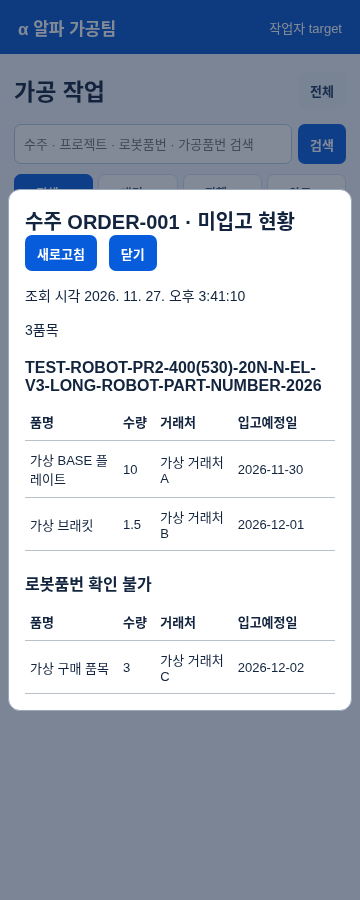 α 알파 가공팀
작업자 target
가공 작업
전체
수주 · 프로젝트 · 로봇품번 · 가공품번 검색
검색
수주 ORDER-001 · 미입고 현황
새로고침
닫기
조회 시각 2026. 11. 27. 오후 3:41:10
3품목
TEST-ROBOT-PR2-400(530)-20N-N-EL-
V3-LONG-ROBOT-PART-NUMBER-2026
품명 수량 거래처 입고예정일
가상 BASE 플
레이트
10
가상 거래처
A
2026-11-30
가상 브래킷
1.5
가상 거래처
B
2026-12-01
로봇품번 확인 불가
품명 수량 거래처 입고예정일
가상 구매 품목
3
가상 거래처
C
2026-12-02